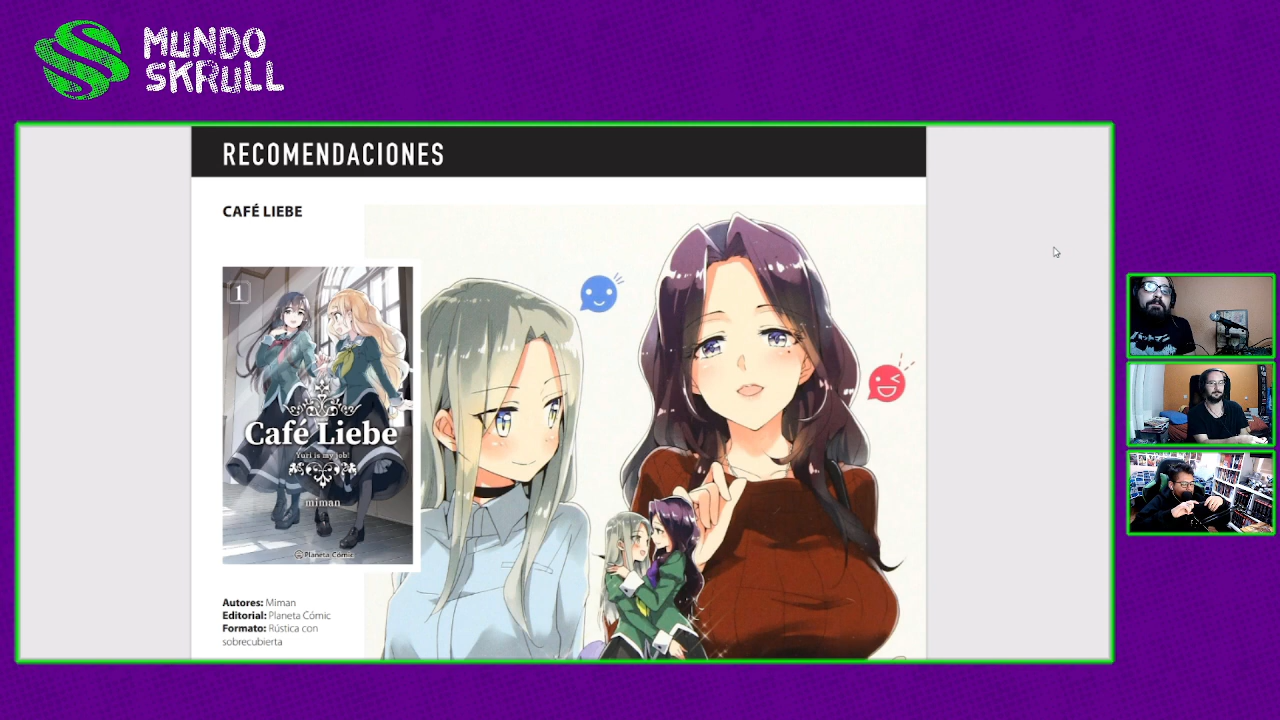 MUNDO
SKRULL
RECOMENDACIONES
CAFÉ LIEBE
1
Café Liebe
Yuri is my job!
miman
Planeta Cómic
Autores: Miman
Editorial: Planeta Cómic
Formato: Rústica con
sobrecubierta